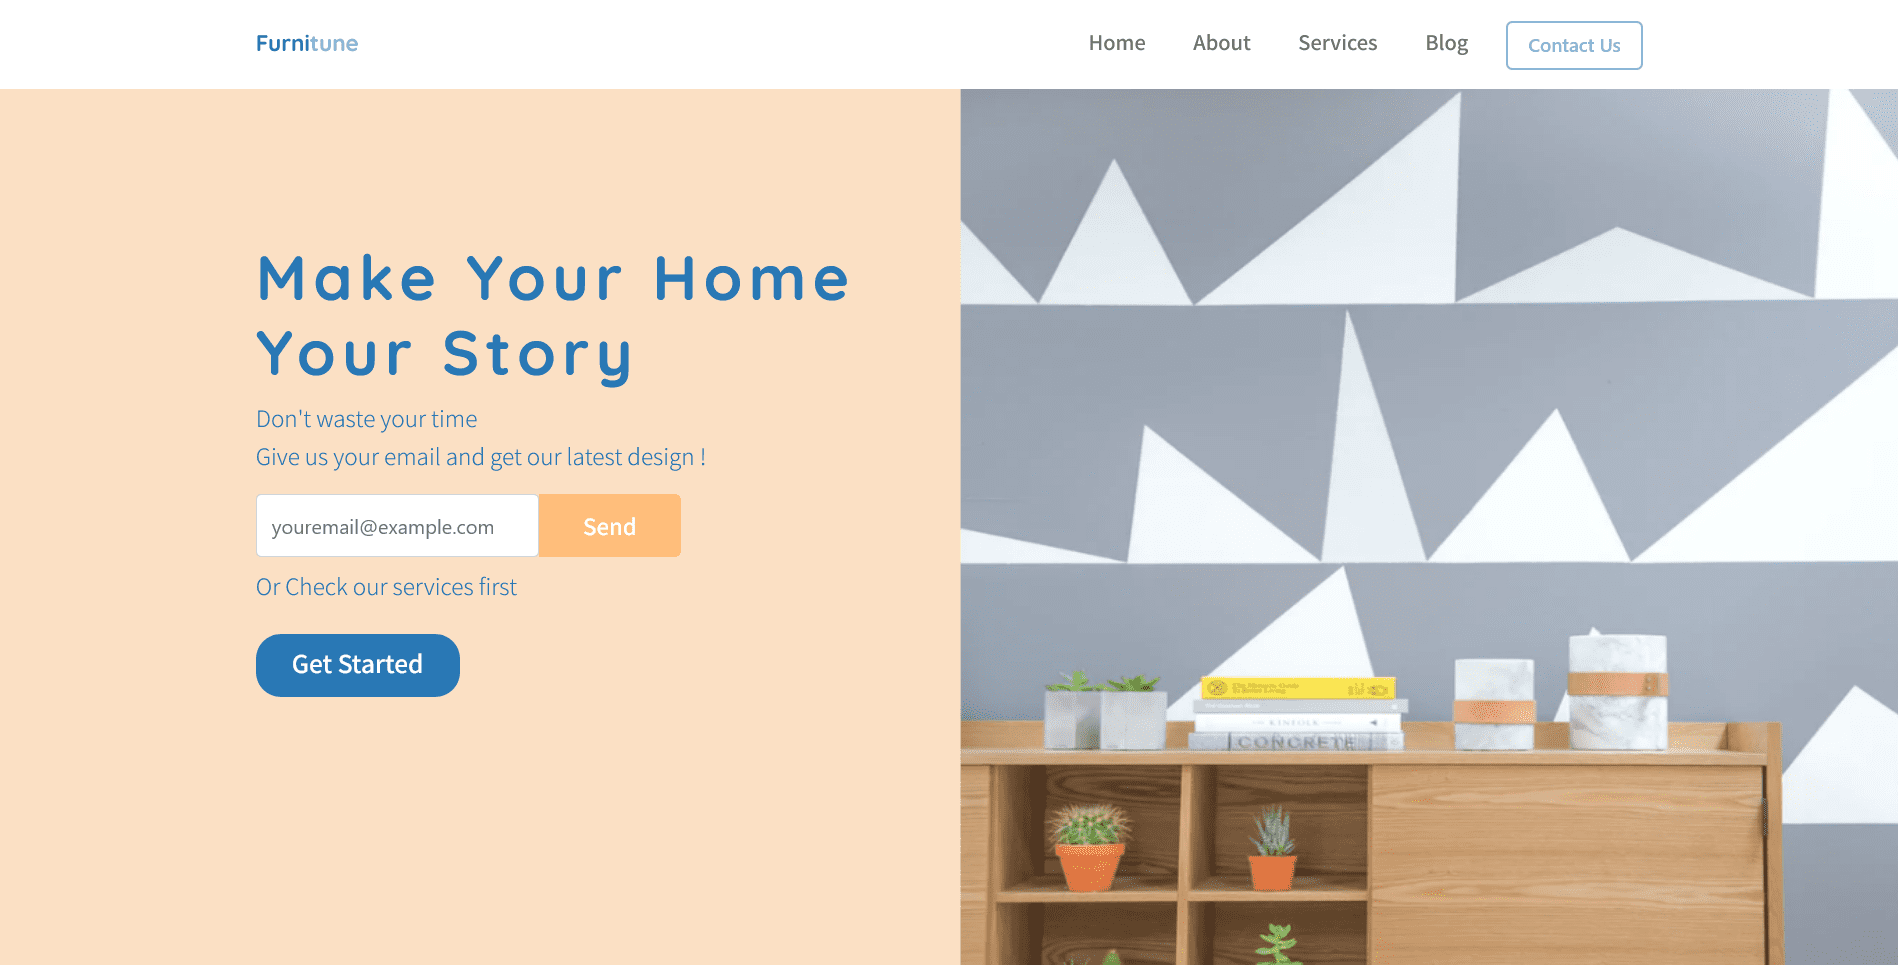 Furnitune
Home About Services Blog Contact Us
Make Your Home
Your Story
Don't waste your time
Give us your email and get our latest design !
youremail@example.com Send
Or Check our services first
Get Started
KINFOLK
CONCRETE